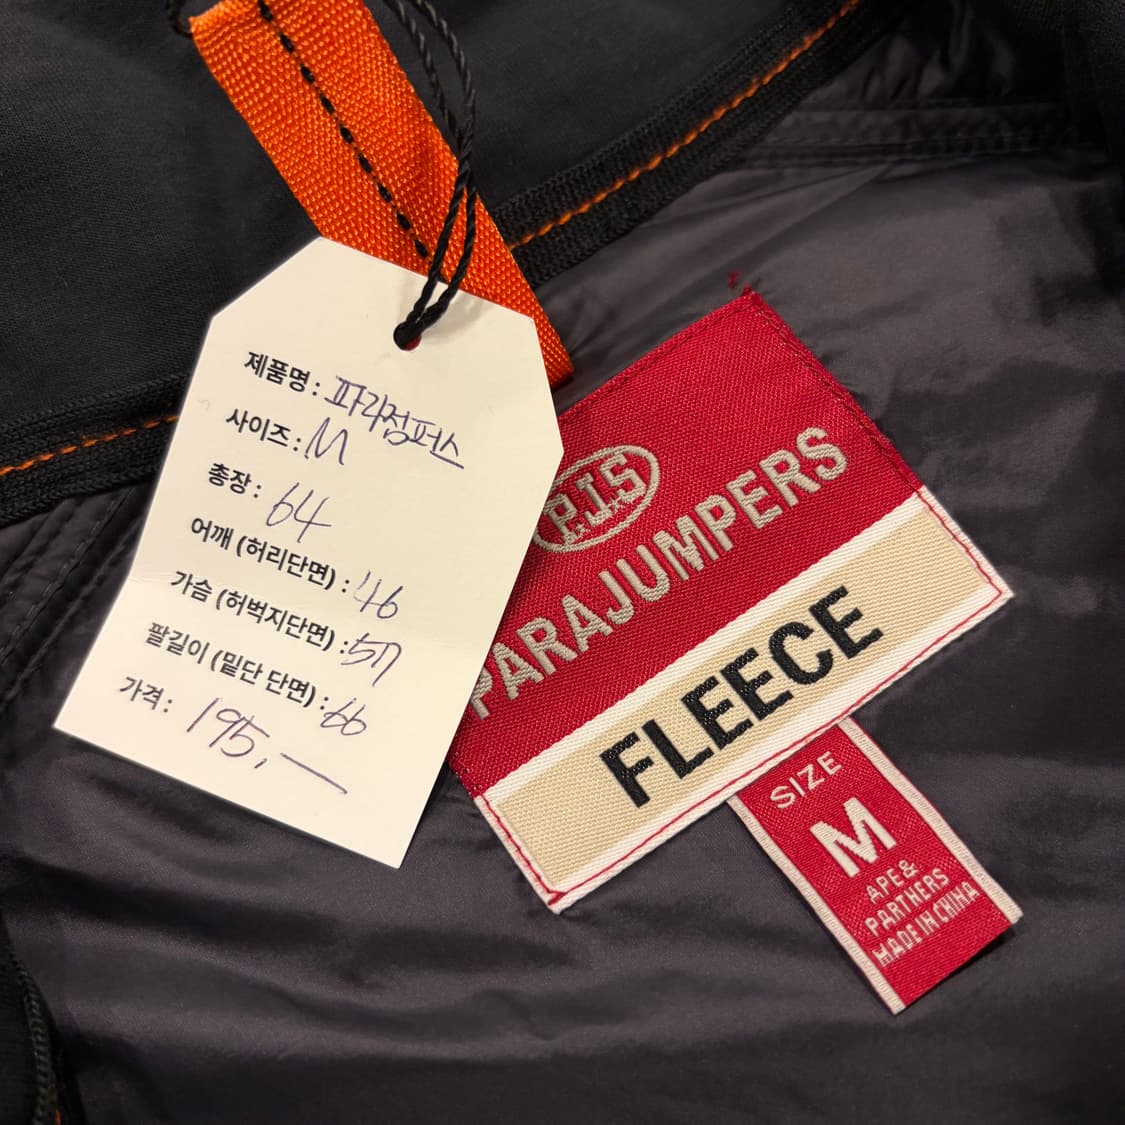 제품명 : 파라점퍼스
사이즈 : M
총장 : 64
어깨 (허리단면) : 46
가슴 (허벅지단면) : 57
팔길이 (밑단 단면) : 66
가격 : 195,-
P.J.S
PARAJUMPERS
FLEECE
SIZE
M
APE &
PARTNERS
MADE IN CHINA